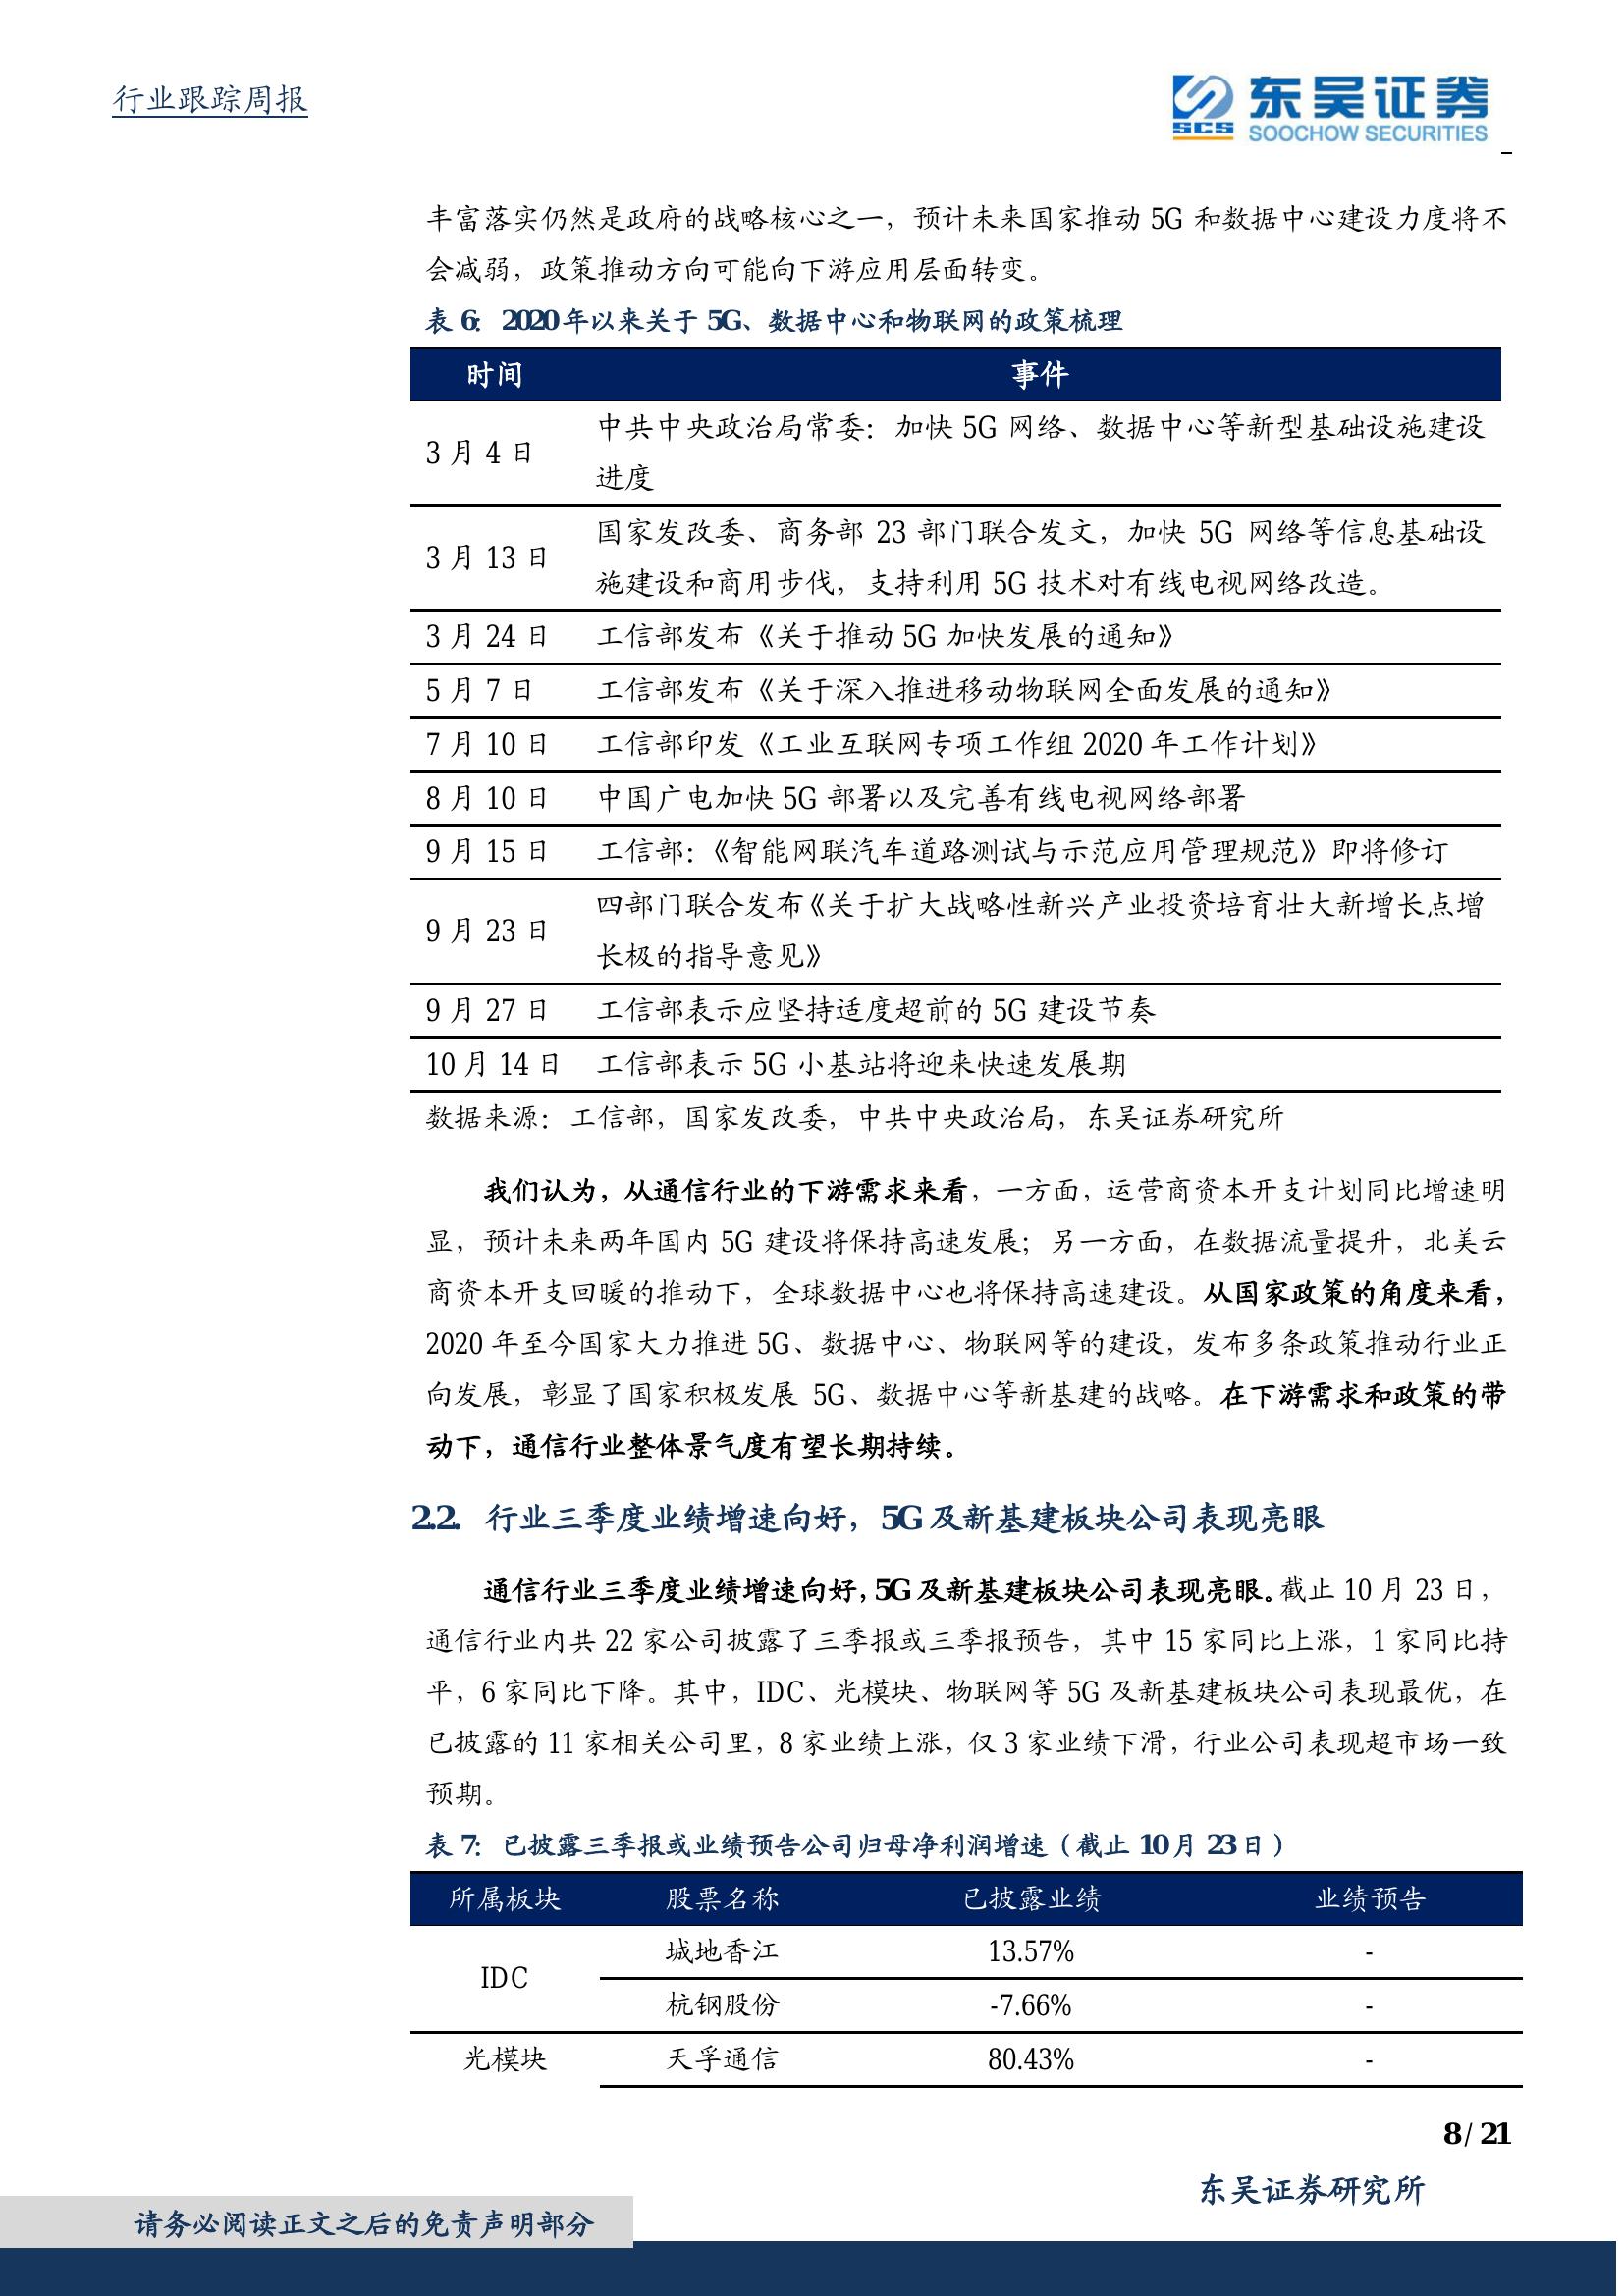 行业跟踪周报
东吴证券
SCS
SOOCHOW SECURITIES
丰富落实仍然是政府的战略核心之一，预计未来国家推动 5G 和数据中心建设力度将不
会减弱，政策推动方向可能向下游应用层面转变。
表 6： 2020 年以来关于 5G、数据中心和物联网的政策梳理
时间 事件
3 月 4 日 中共中央政治局常委：加快 5G 网络、数据中心等新型基础设施建设
进度
3 月 13 日 国家发改委、商务部 23 部门联合发文，加快 5G 网络等信息基础设
施建设和商用步伐，支持利用 5G 技术对有线电视网络改造。
3 月 24 日 工信部发布《关于推动 5G 加快发展的通知》
5 月 7 日 工信部发布《关于深入推进移动物联网全面发展的通知》
7 月 10 日 工信部印发《工业互联网专项工作组 2020 年工作计划》
8 月 10 日 中国广电加快 5G 部署以及完善有线电视网络部署
9 月 15 日 工信部：《智能网联汽车道路测试与示范应用管理规范》即将修订
9 月 23 日 四部门联合发布《关于扩大战略性新兴产业投资培育壮大新增长点增
长极的指导意见》
9 月 27 日 工信部表示应坚持适度超前的 5G 建设节奏
10 月 14 日 工信部表示 5G 小基站将迎来快速发展期
数据来源：工信部，国家发改委，中共中央政治局，东吴证券研究所
我们认为，从通信行业的下游需求来看，一方面，运营商资本开支计划同比增速明
显，预计未来两年国内 5G 建设将保持高速发展；另一方面，在数据流量提升，北美云
商资本开支回暖的推动下，全球数据中心也将保持高速建设。从国家政策的角度来看，
2020 年至今国家大力推进 5G、数据中心、物联网等的建设，发布多条政策推动行业正
向发展，彰显了国家积极发展 5G、数据中心等新基建的战略。在下游需求和政策的带
动下，通信行业整体景气度有望长期持续。
2.2. 行业三季度业绩增速向好，5G 及新基建板块公司表现亮眼
通信行业三季度业绩增速向好，5G 及新基建板块公司表现亮眼。截止 10 月 23 日，
通信行业内共 22 家公司披露了三季报或三季报预告，其中 15 家同比上涨，1 家同比持
平，6 家同比下降。其中，IDC、光模块、物联网等 5G 及新基建板块公司表现最优，在
已披露的 11 家相关公司里，8 家业绩上涨，仅 3 家业绩下滑，行业公司表现超市场一致
预期。
表 7： 已披露三季报或业绩预告公司归母净利润增速（截止 10 月 23 日）
所属板块 股票名称 已披露业绩 业绩预告
IDC 城地香江 13.57% -
杭钢股份 -7.66% -
光模块 天孚通信 80.43% -
8 / 21
东吴证券研究所
请务必阅读正文之后的免责声明部分